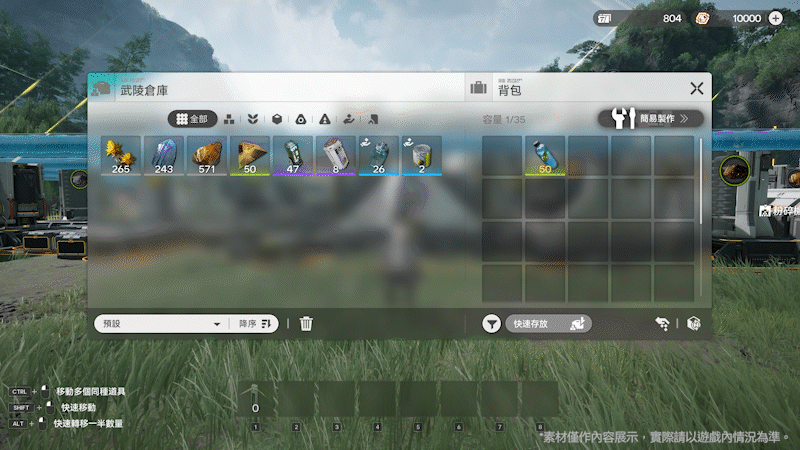 804
10000
武陵倉庫
背包
全部
容量 1/35
簡易製作
265
243
571
50
47
8
26
2
50
粉碎機
預設
降序
快速存放
CTRL + 移動多個同種道具
SHIFT + 快速移動
ALT + 快速轉移一半數量
0
1 2 3 4 5 6 7 8
*素材僅作內容展示，實際請以遊戲內情況為準。